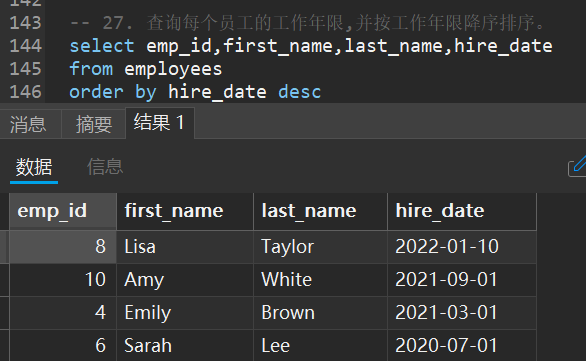 142
143 -- 27. 查询每个员工的工作年限,并按工作年限降序排序。
144 select emp_id,first_name,last_name,hire_date
145 from employees
146 order by hire_date desc
消息 摘要 结果 1
数据 信息
emp_id first_name last_name hire_date
8 Lisa Taylor 2022-01-10
10 Amy White 2021-09-01
4 Emily Brown 2021-03-01
6 Sarah Lee 2020-07-01